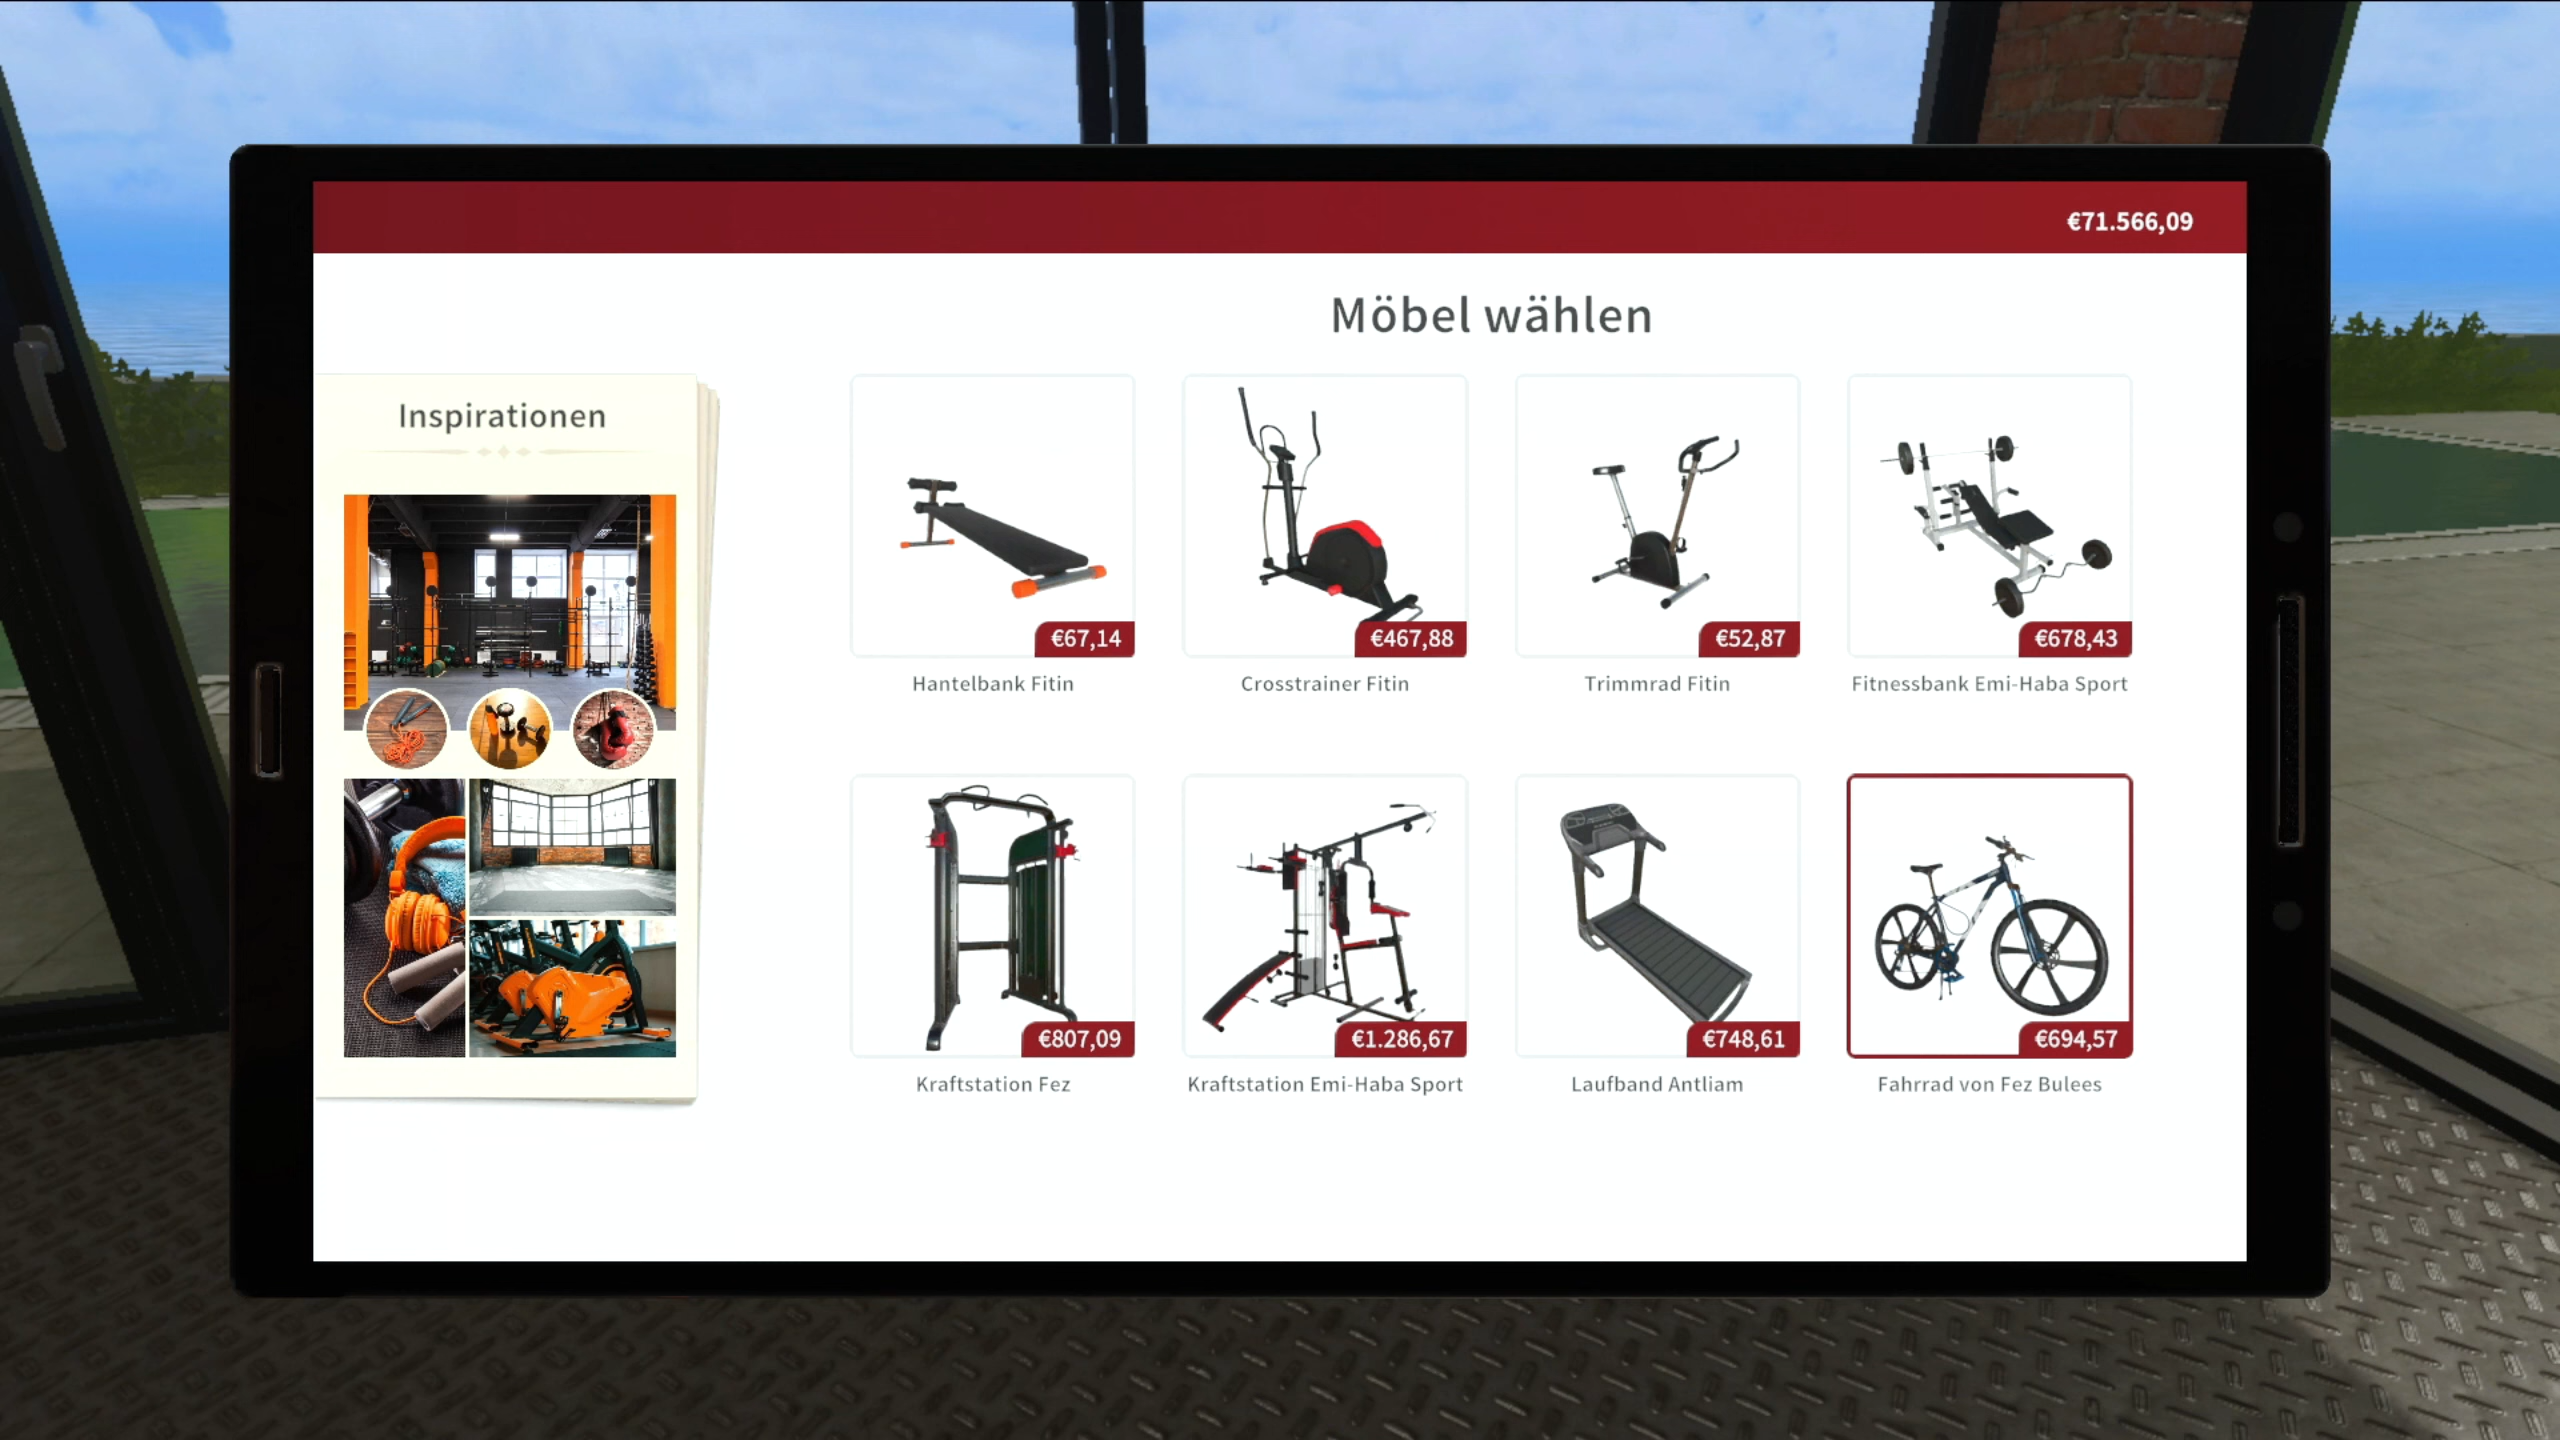 €71.566,09
Möbel wählen
Inspirationen
€67,14
Hantelbank Fitin
€467,88
Crosstrainer Fitin
€52,87
Trimmrad Fitin
€678,43
Fitnessbank Emi-Haba Sport
€807,09
Kraftstation Fez
€1.286,67
Kraftstation Emi-Haba Sport
€748,61
Laufband Antliam
€694,57
Fahrrad von Fez Bulees